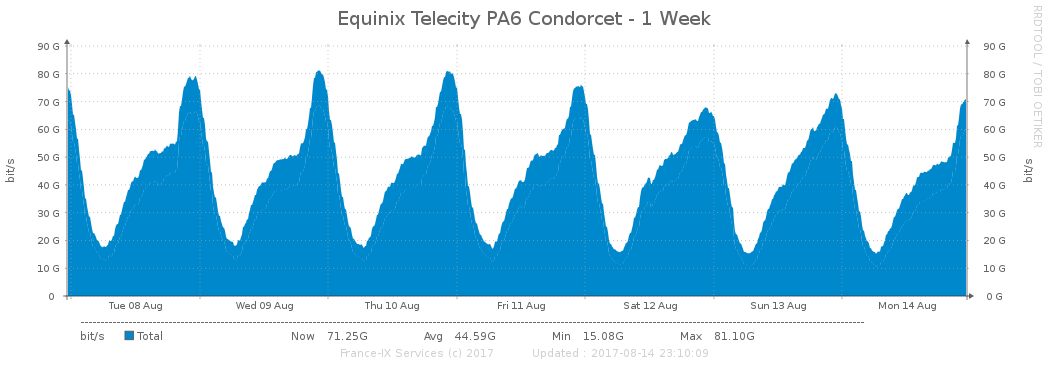 Equinix Telecity PA6 Condorcet - 1 Week
RRDTOOL / TOBI OETIKER
bit/s
90 G 90 G
80 G 80 G
70 G 70 G
60 G 60 G
50 G 50 G
40 G 40 G
30 G 30 G
20 G 20 G
10 G 10 G
0 0 G
bit/s
Tue 08 Aug Wed 09 Aug Thu 10 Aug Fri 11 Aug Sat 12 Aug Sun 13 Aug Mon 14 Aug
bit/s Total Now 71.25G Avg 44.59G Min 15.08G Max 81.10G
France-IX Services (c) 2017 Updated : 2017-08-14 23:10:09